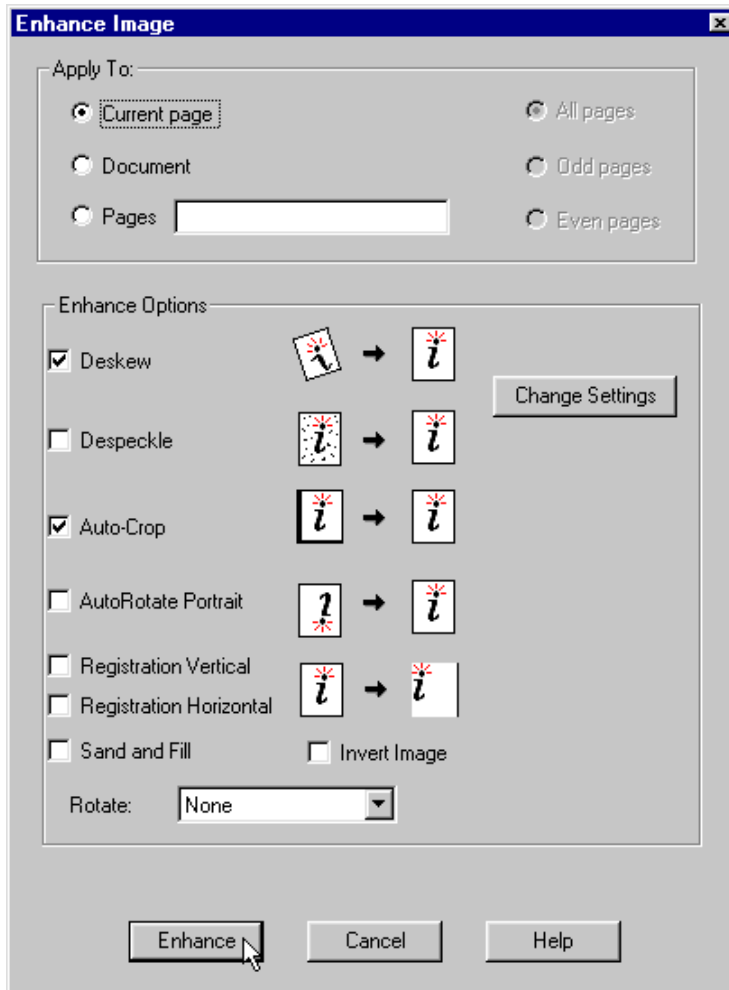 Enhance Image
Apply To:
Current page
All pages
Document
Odd pages
Pages
Even pages
Enhance Options
Deskew
Change Settings
Despeckle
Auto-Crop
AutoRotate Portrait
Registration Vertical
Registration Horizontal
Sand and Fill
Invert Image
Rotate:
None
Enhance
Cancel
Help